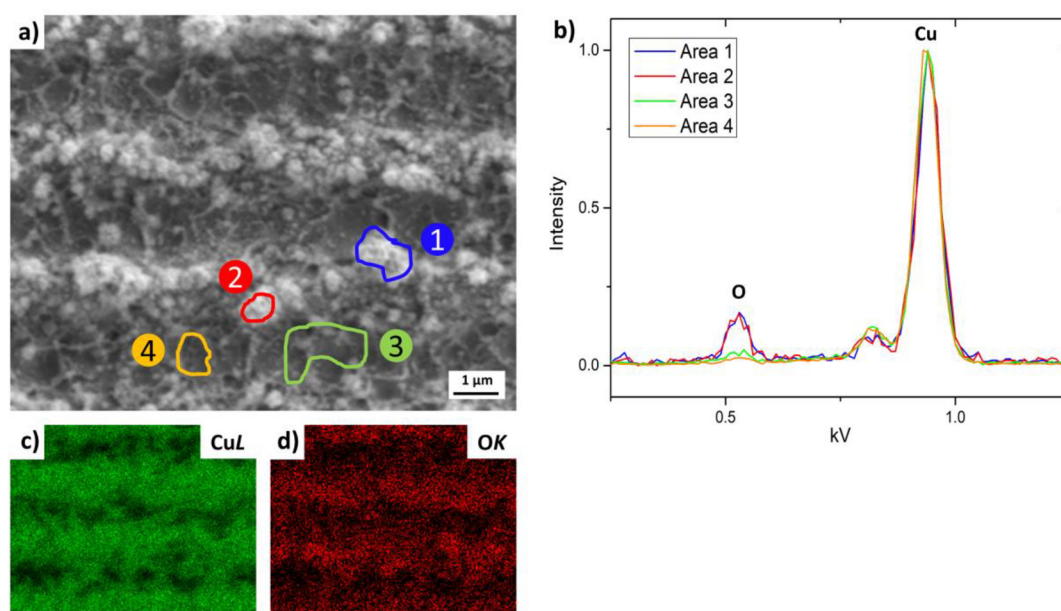 a)
1
2
3
4
1 µm
b)
Area 1
Area 2
Area 3
Area 4
Cu
O
1.0
0.5
0.0
Intensity
0.5
1.0
kV
c)
CuL
d)
OK